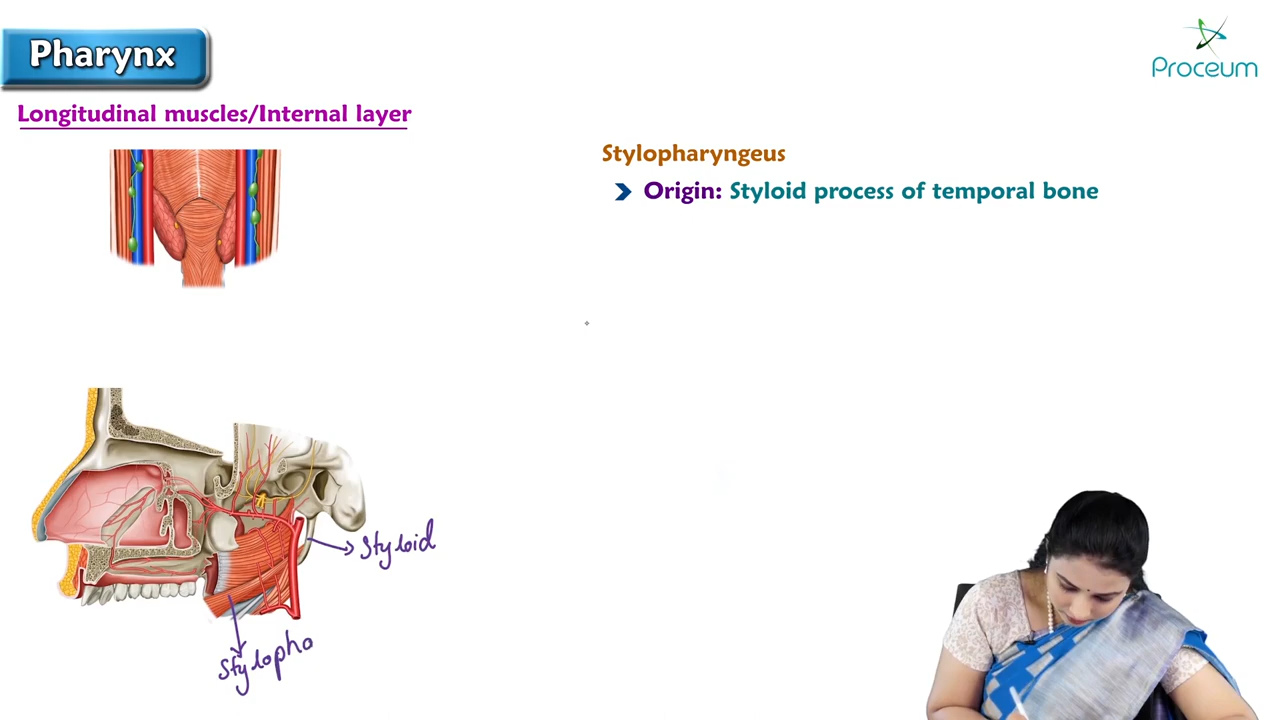 Pharynx
Proceum
Longitudinal muscles/Internal layer
Stylopharyngeus
Origin: Styloid process of temporal bone
Styloid
Stylopho